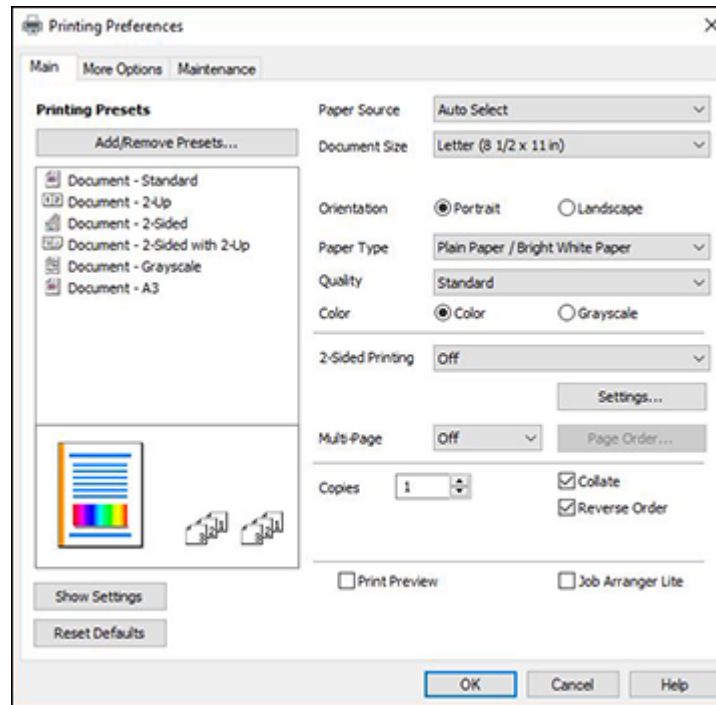 Printing Preferences
Main
More Options
Maintenance
Printing Presets
Add/Remove Presets...
Document - Standard
Document - 2-Up
Document - 2-Sided
Document - 2-Sided with 2-Up
Document - Grayscale
Document - A3
Show Settings
Reset Defaults
Paper Source Auto Select
Document Size Letter (8 1/2 x 11 in)
Orientation Portrait Landscape
Paper Type Plain Paper / Bright White Paper
Quality Standard
Color Color Grayscale
2-Sided Printing Off
Settings...
Multi-Page Off Page Order...
Copies 1 Collate
Reverse Order
Print Preview Job Arranger Lite
OK Cancel Help